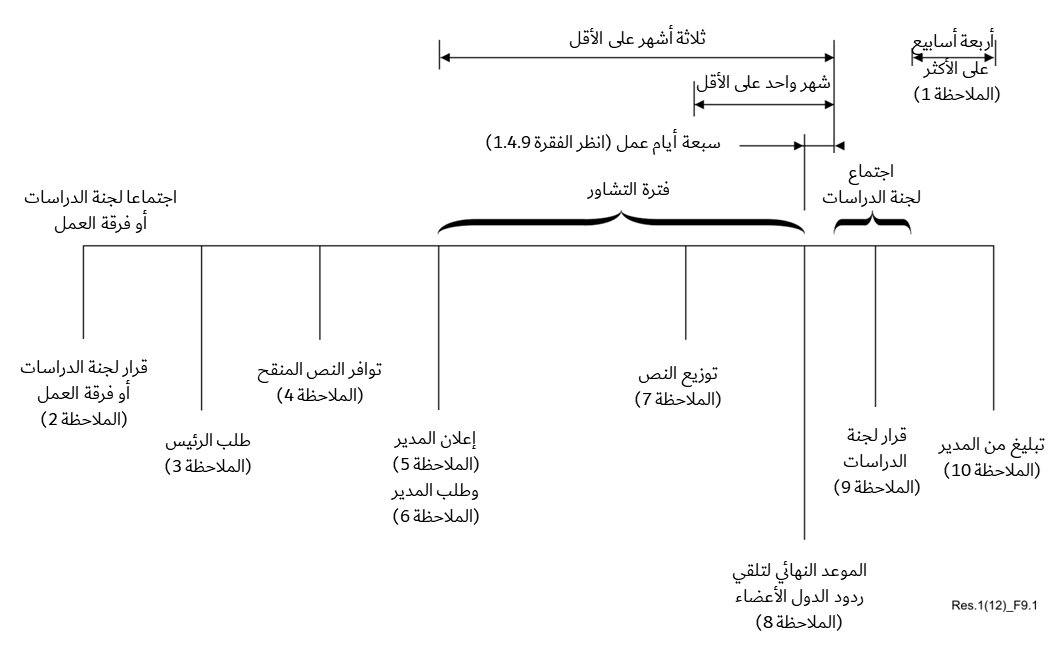 ثلاثة أشهر على الأقل
أربعة أسابيع
على الأكثر
(الملاحظة 1)
شهر واحد على الأقل
سبعة أيام عمل (انظر الفقرة 1.4.9)
اجتماع
لجنة الدراسات
فترة التشاور
اجتماعا لجنة الدراسات
أو فرقة العمل
قرار لجنة الدراسات
أو فرقة العمل
(الملاحظة 2)
طلب الرئيس
(الملاحظة 3)
توافر النص المنقح
(الملاحظة 4)
إعلان المدير
(الملاحظة 5)
وطلب المدير
(الملاحظة 6)
توزيع النص
(الملاحظة 7)
الموعد النهائي لتلقي
ردود الدول الأعضاء
(الملاحظة 8)
قرار لجنة
الدراسات
(الملاحظة 9)
تبليغ من المدير
(الملاحظة 10)
Res.1(12)_F9.1